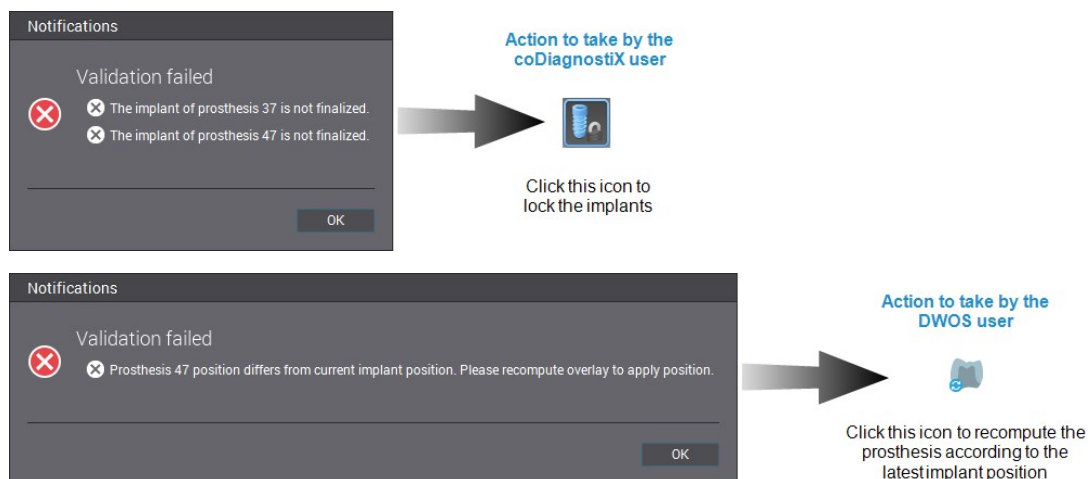 Notifications
Validation failed
The implant of prosthesis 37 is not finalized.
The implant of prosthesis 47 is not finalized.
OK
Action to take by the
coDiagnostiX user
Click this icon to
lock the implants
Notifications
Validation failed
Prosthesis 47 position differs from current implant position. Please recompute overlay to apply position.
OK
Action to take by the
DWOS user
Click this icon to recompute the
prosthesis according to the
latest implant position